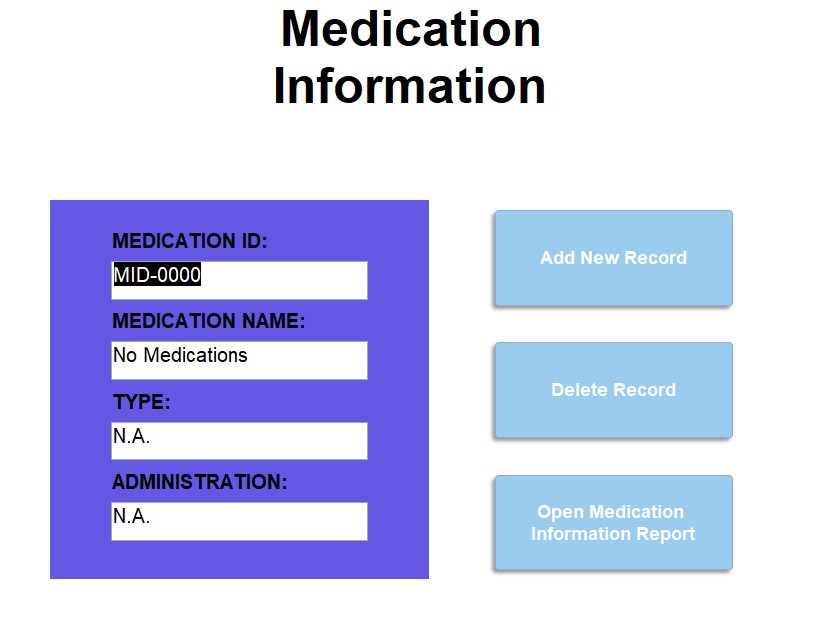 Medication
Information
MEDICATION ID:
MID-0000
MEDICATION NAME:
No Medications
TYPE:
N.A.
ADMINISTRATION:
N.A.
Add New Record
Delete Record
Open Medication
Information Report